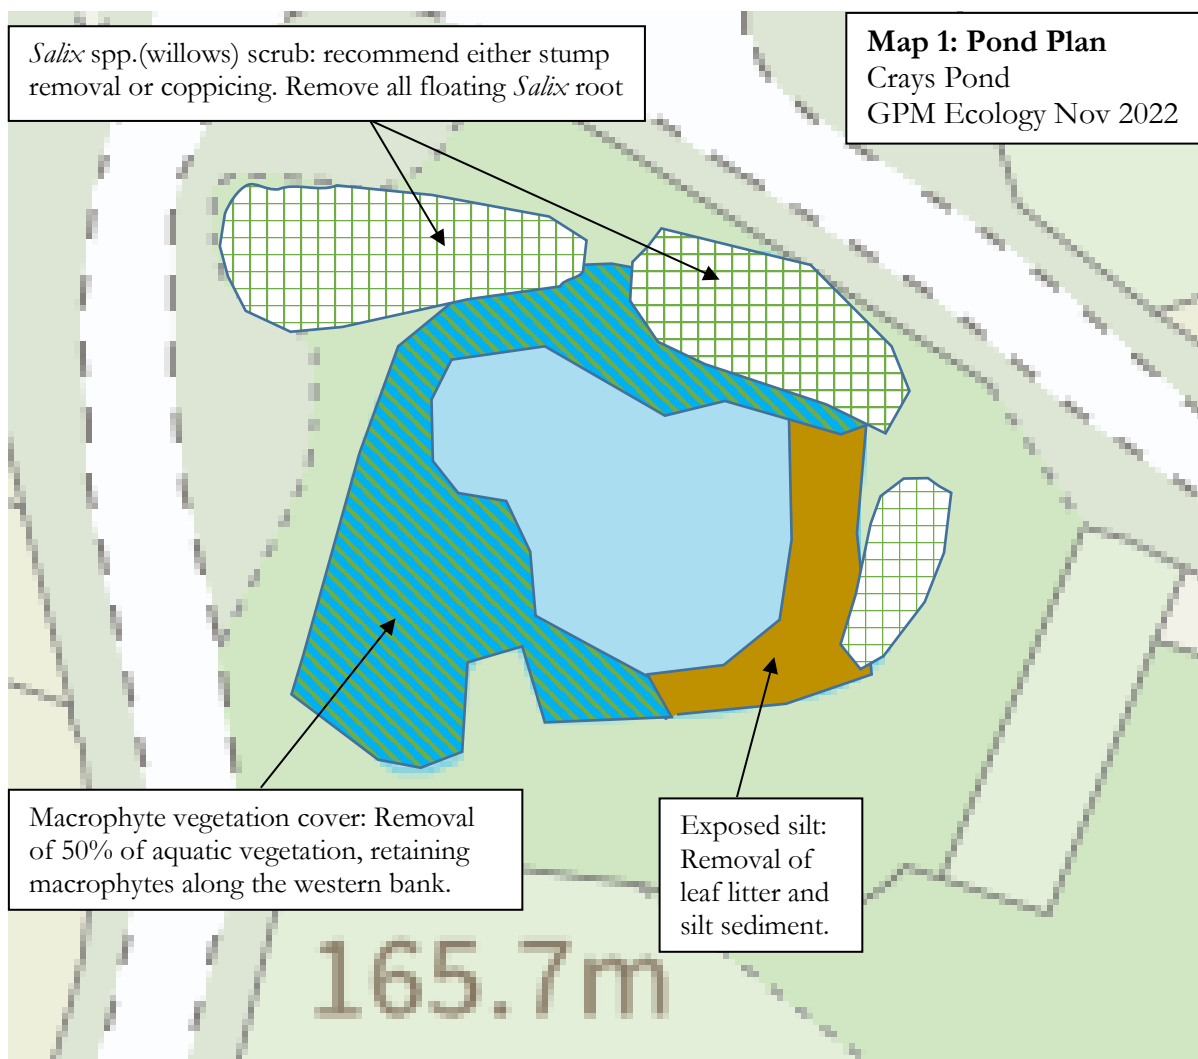 Salix spp.(willows) scrub: recommend either stump
removal or coppicing. Remove all floating Salix root
Map 1: Pond Plan
Crays Pond
GPM Ecology Nov 2022
Macrophyte vegetation cover: Removal
of 50% of aquatic vegetation, retaining
macrophytes along the western bank.
Exposed silt:
Removal of
leaf litter and
silt sediment.
165.7m